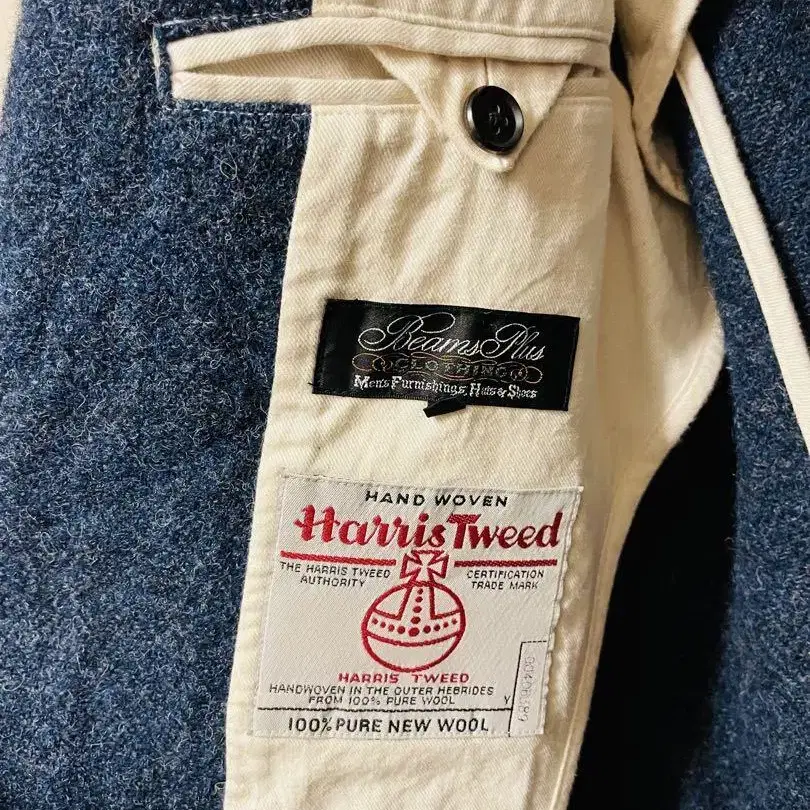 Beams Plus
CLOTHING
Men's Furnishings, Hats & Shoes
HAND WOVEN
Harris Tweed
THE HARRIS TWEED AUTHORITY
CERTIFICATION TRADE MARK
HARRIS TWEED
HANDWOVEN IN THE OUTER HEBRIDES
FROM 100% PURE WOOL
Y
100% PURE NEW WOOL